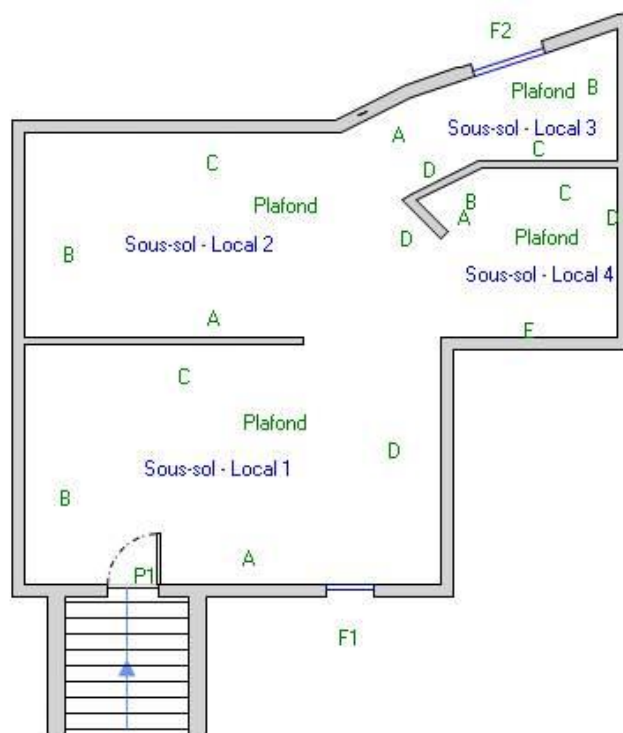 F2
Plafond
B
Sous-sol - Local 3
A
C
C
D
C
B
Plafond
A
D
Plafond
D
Sous-sol - Local 2
B
Sous-sol - Local 4
A
E
C
Plafond
D
Sous-sol - Local 1
B
A
P1
F1